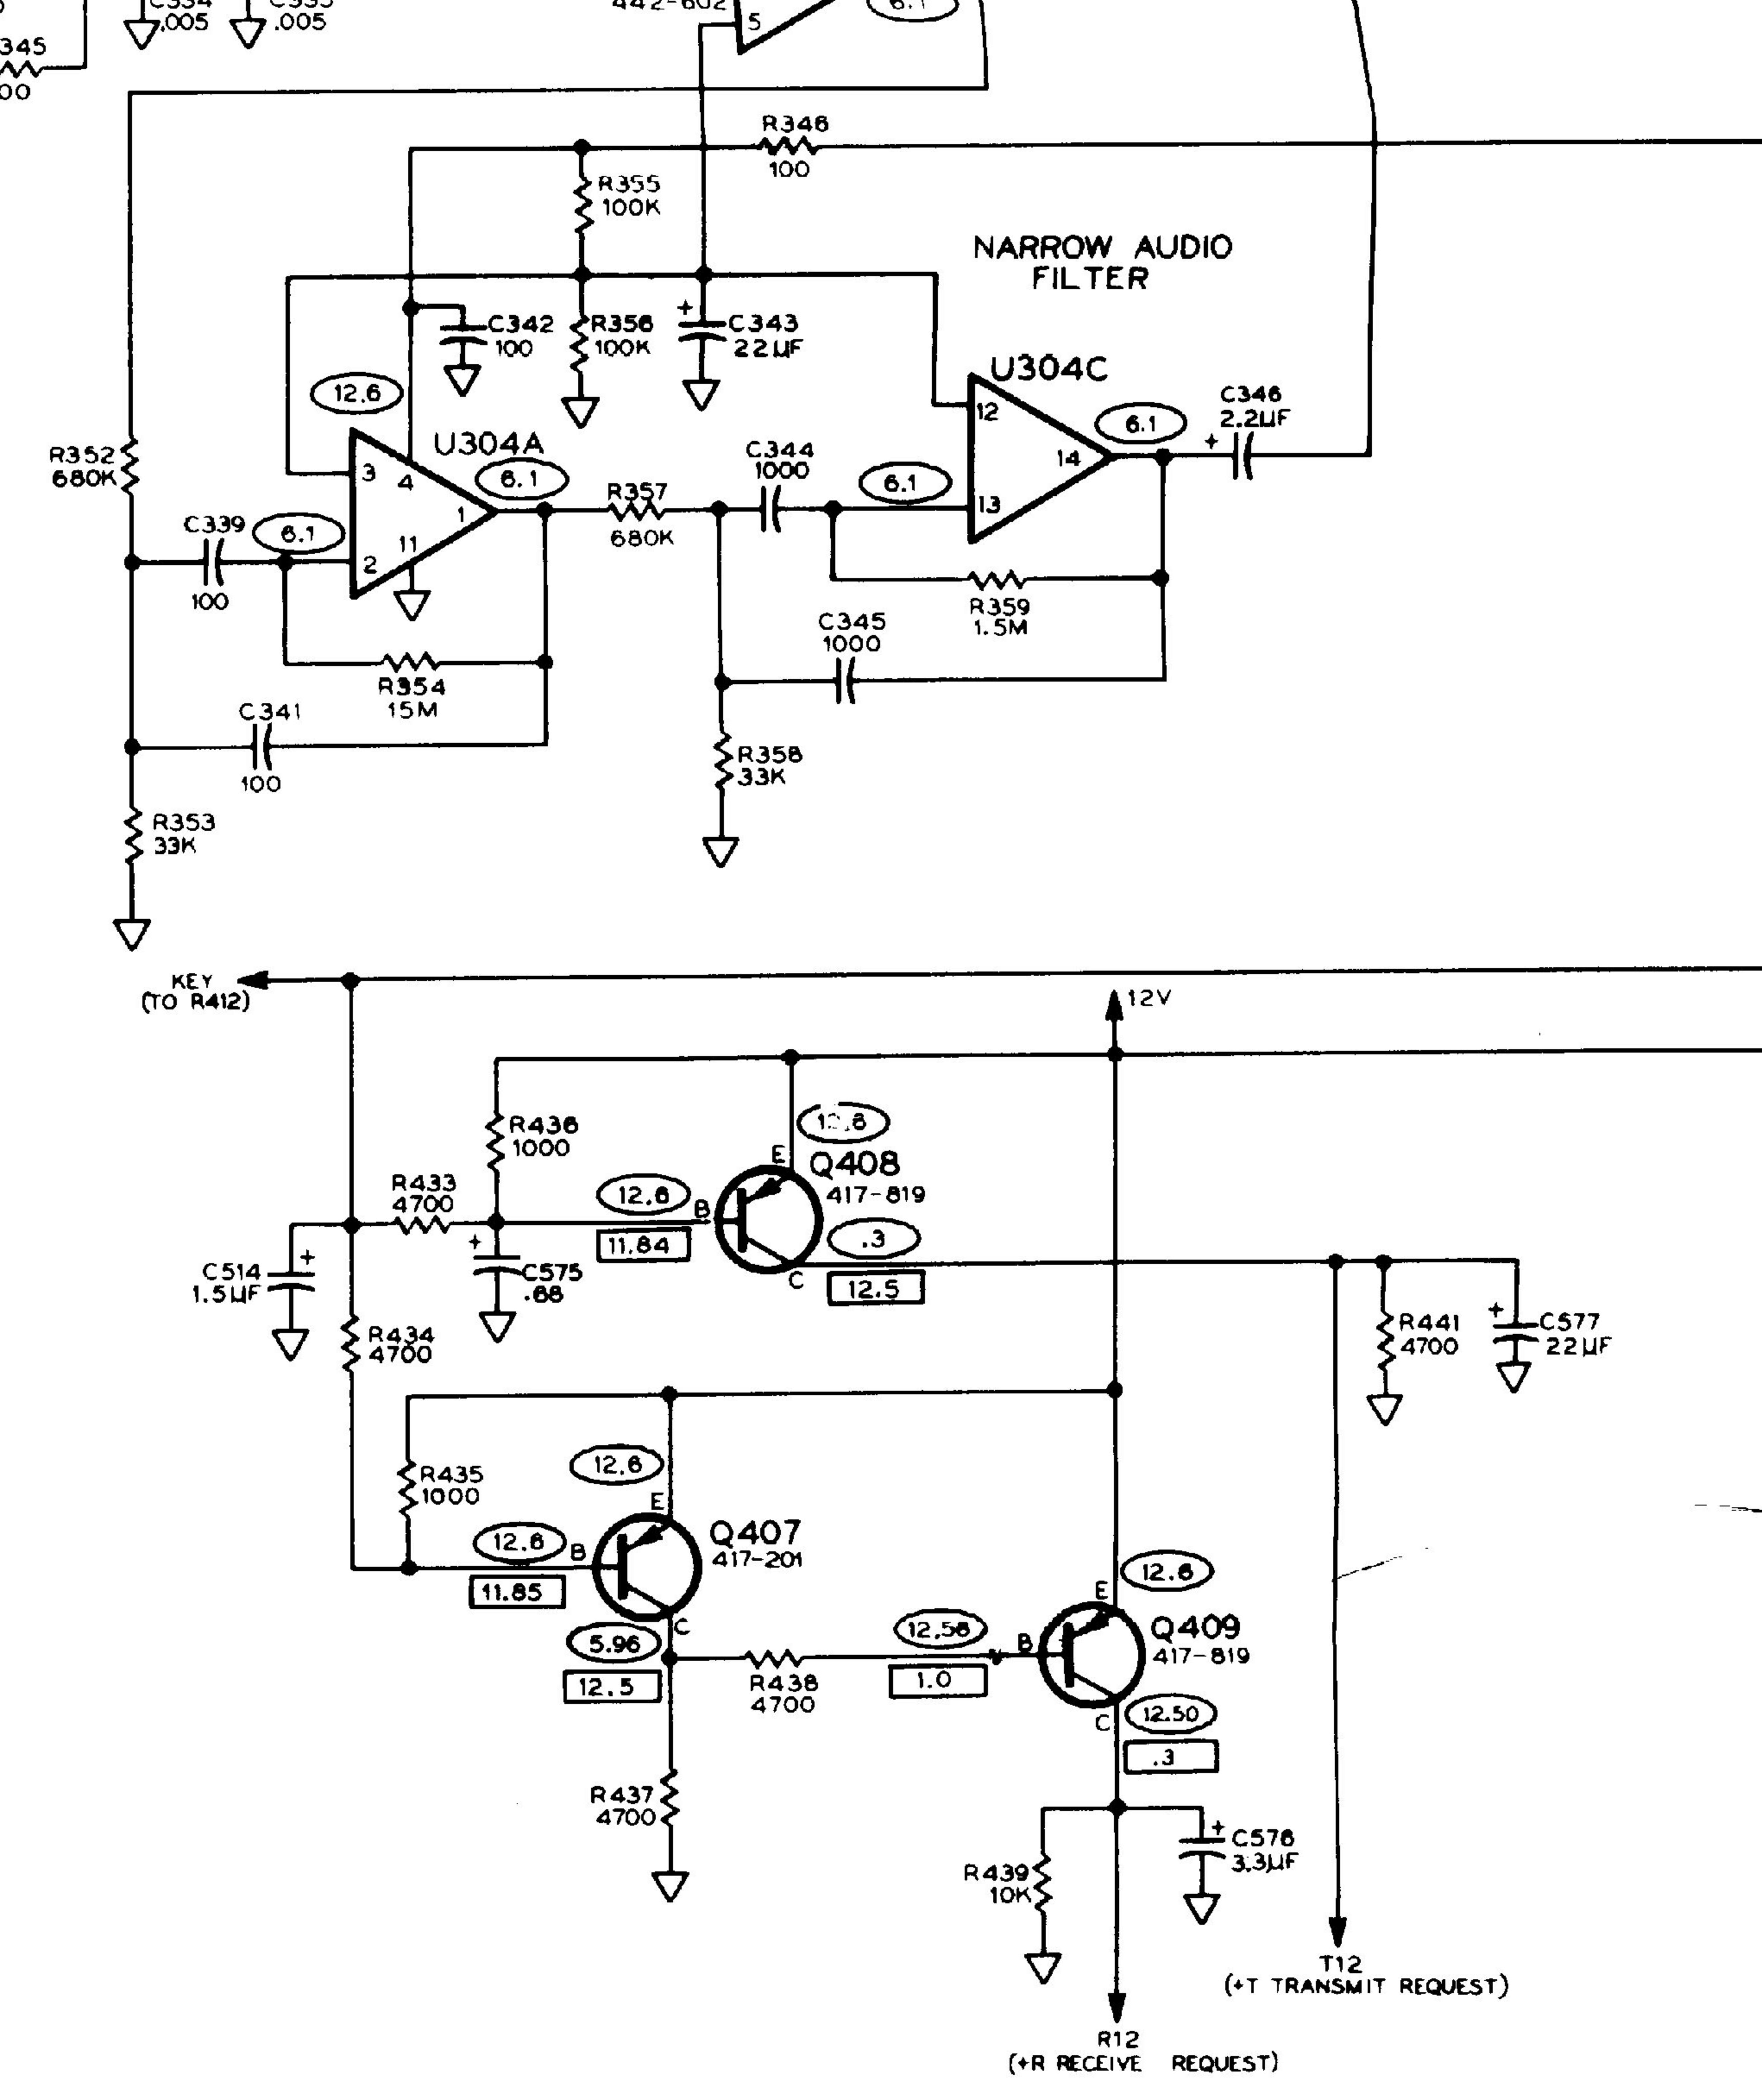 .005
.005
345
00
5
6.1
R346
100
R355
100K
NARROW AUDIO
FILTER
+
C342
100
R356
100K
C343
22µF
U304C
12.6
12
6.1
C346
2.2µF
+
U304A
R352
680K
3
4
6.1
C344
1000
14
R357
680K
6.1
13
C339
6.1
1
11
2
100
R359
1.5M
C345
1000
R354
15M
C341
100
R358
33K
R353
33K
KEY
(TO R412)
12V
R436
1000
E
Q408
417-819
R433
4700
12.6
B
11.84
.3
C
12.5
+
C514
1.5µF
+
C575
.68
R434
4700
R441
4700
+
C577
22µF
12.6
R435
1000
E
Q407
417-201
12.6
B
11.85
12.6
E
Q409
417-819
C
5.96
12.5
12.56
B
1.0
R438
4700
12.50
C
.3
R437
4700
+
C576
3.3µF
R439
10K
T12
(+T TRANSMIT REQUEST)
R12
(+R RECEIVE REQUEST)